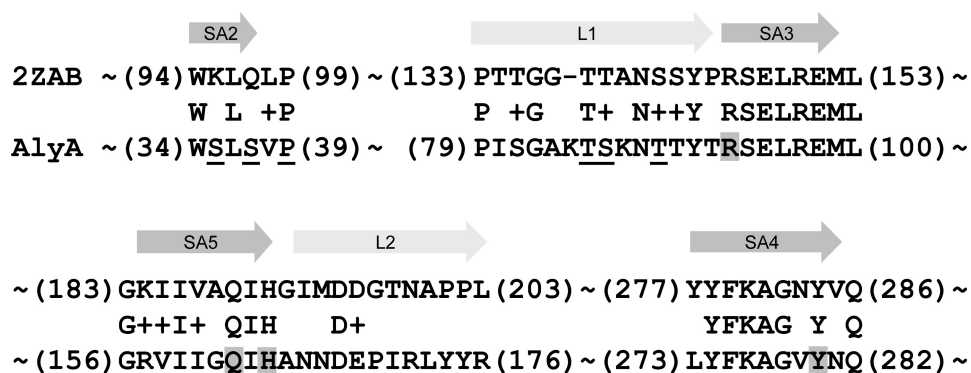 SA2 L1 SA3
2ZAB ~(94)WKLQLP(99)~(133)PTTGG-TTANSSYPRSELREML(153)~
W L +P P +G T+ N++Y RSELREML
AlyA ~(34)WSLSVP(39)~ (79)PISGAKTSKNTTYTRSELREML(100)~
SA5 L2 SA4
~(183)GKIIVAQIHGIMDDGTNAPPL(203)~(277)YYFKAGNYVQ(286)~
G++I+ QIH D+ YFKAG Y Q
~(156)GRVIIGQIHANNDEPIRLYYR(176)~(273)LYFKAGVYNQ(282)~